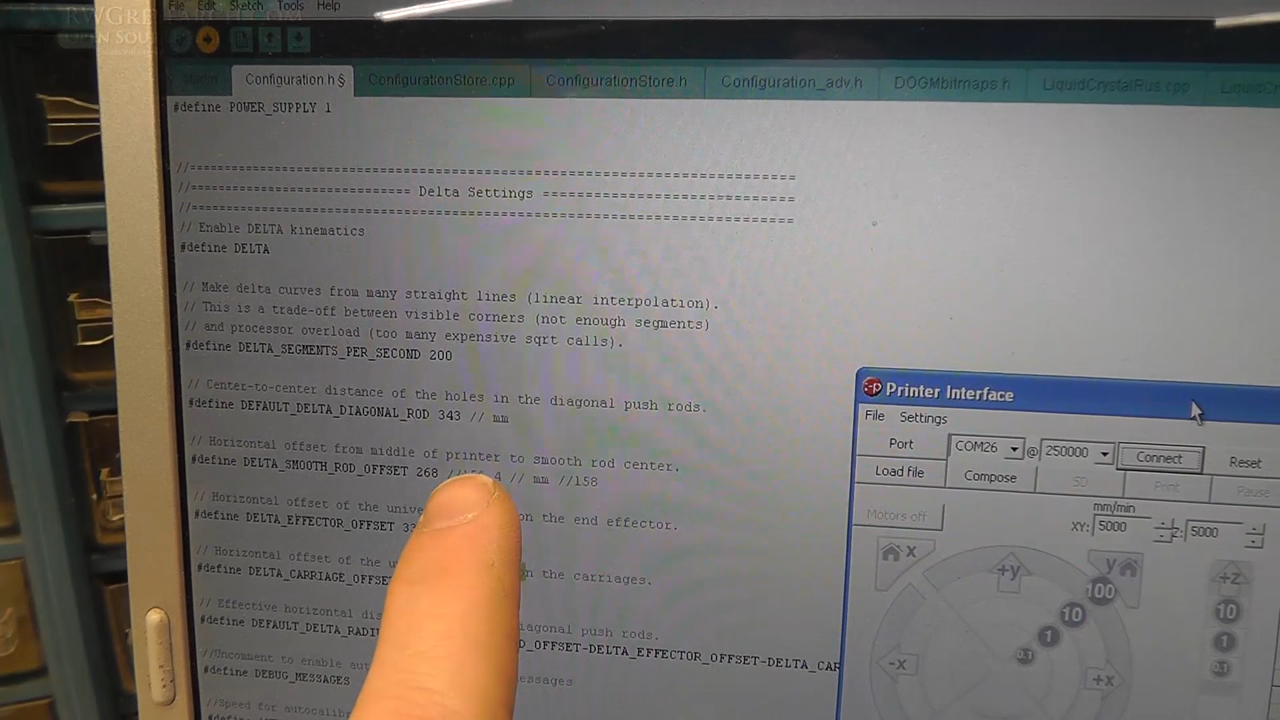 File Edit Sketch Tools Help
Configuration.h § ConfigurationStore.cpp ConfigurationStore.h Configuration_adv.h DOGMbitmaps.h LiquidCrystalRus.cpp
#define POWER_SUPPLY 1
//===========================================================================
//============================ Delta Settings =============================
//===========================================================================
// Enable DELTA kinematics
#define DELTA
// Make delta curves from many straight lines (linear interpolation).
// This is a trade-off between visible corners (not enough segments)
// and processor overload (too many expensive sqrt calls).
#define DELTA_SEGMENTS_PER_SECOND 200
// Center-to-center distance of the holes in the diagonal push rods.
#define DEFAULT_DELTA_DIAGONAL_ROD 343 // mm
// Horizontal offset from middle of printer to smooth rod center.
#define DELTA_SMOOTH_ROD_OFFSET 268 // mm //158
// Horizontal offset of the on the end effector.
#define DELTA_EFFECTOR_OFFSET
// Horizontal offset of the the carriages.
#define DELTA_CARRIAGE_OFFSET
// Effective horizontal push rods.
#define
//Uncomment to enable
#define DEBUG_MESSAGES
//Speed for
Printer Interface
File Settings
Port COM26 @ 250000 Connect Reset
Load file Compose SD Print Pause
Motors off
mm/min
XY: 5000 Z: 5000
x +y y +z
100 10
10 1
1 0.1
0.1
-x +x